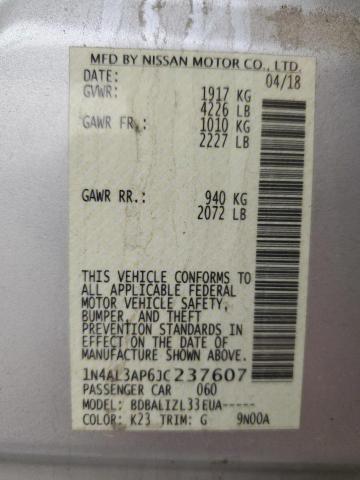 MFD BY NISSAN MOTOR CO., LTD.
DATE: 04/18
GVWR: 1917 KG
4226 LB
GAWR FR.: 1010 KG
2227 LB
GAWR RR.: 940 KG
2072 LB
THIS VEHICLE CONFORMS TO
ALL APPLICABLE FEDERAL
MOTOR VEHICLE SAFETY,
BUMPER, AND THEFT
PREVENTION STANDARDS
IN EFFECT ON THE DATE OF
MANUFACTURE SHOWN ABOVE.
1N4AL3AP6JC237607
PASSENGER CAR 060
MODEL: BDBALIZL33EUA-----
COLOR: K23 TRIM: G 9N00A